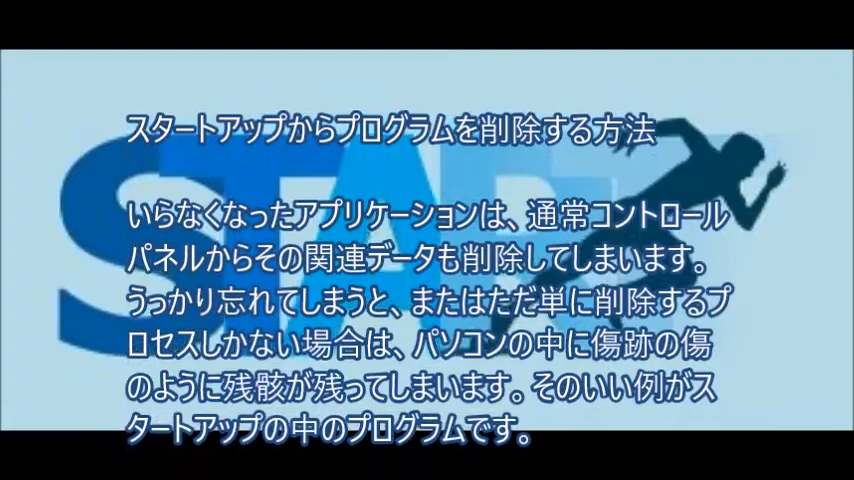 スタートアップからプログラムを削除する方法
いらなくなったアプリケーションは、通常コントロール
パネルからその関連データも削除してしまいます。
うっかり忘れてしまうと、またはただ単に削除するプ
ロセスしかない場合は、パソコンの中に傷跡の傷
のように残骸が残ってしまいます。そのいい例がス
タートアップの中のプログラムです。
START